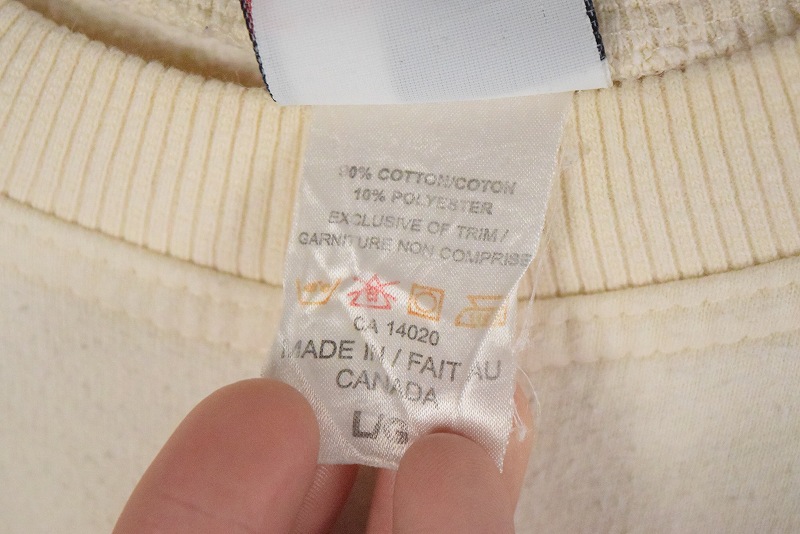 90% COTTON/COTON
10% POLYESTER
EXCLUSIVE OF TRIM /
GARNITURE NON COMPRISE
CA 14020
MADE IN / FAIT AU
CANADA
L/G